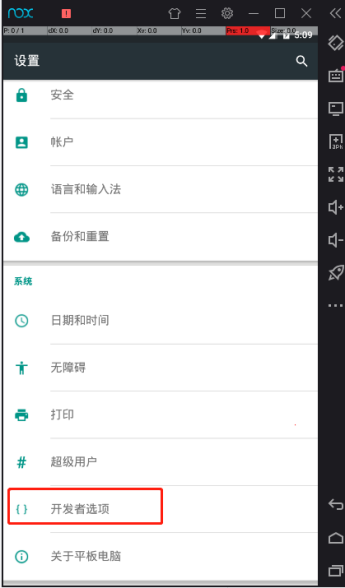 nox
P: 0 / 1 dX: 0.0 dY: 0.0 Xv: 0.0 Yv: 0.0 Prs: 1.0
5:09
设置
安全
帐户
语言和输入法
备份和重置
系统
日期和时间
无障碍
打印
超级用户
{ } 开发者选项
关于平板电脑